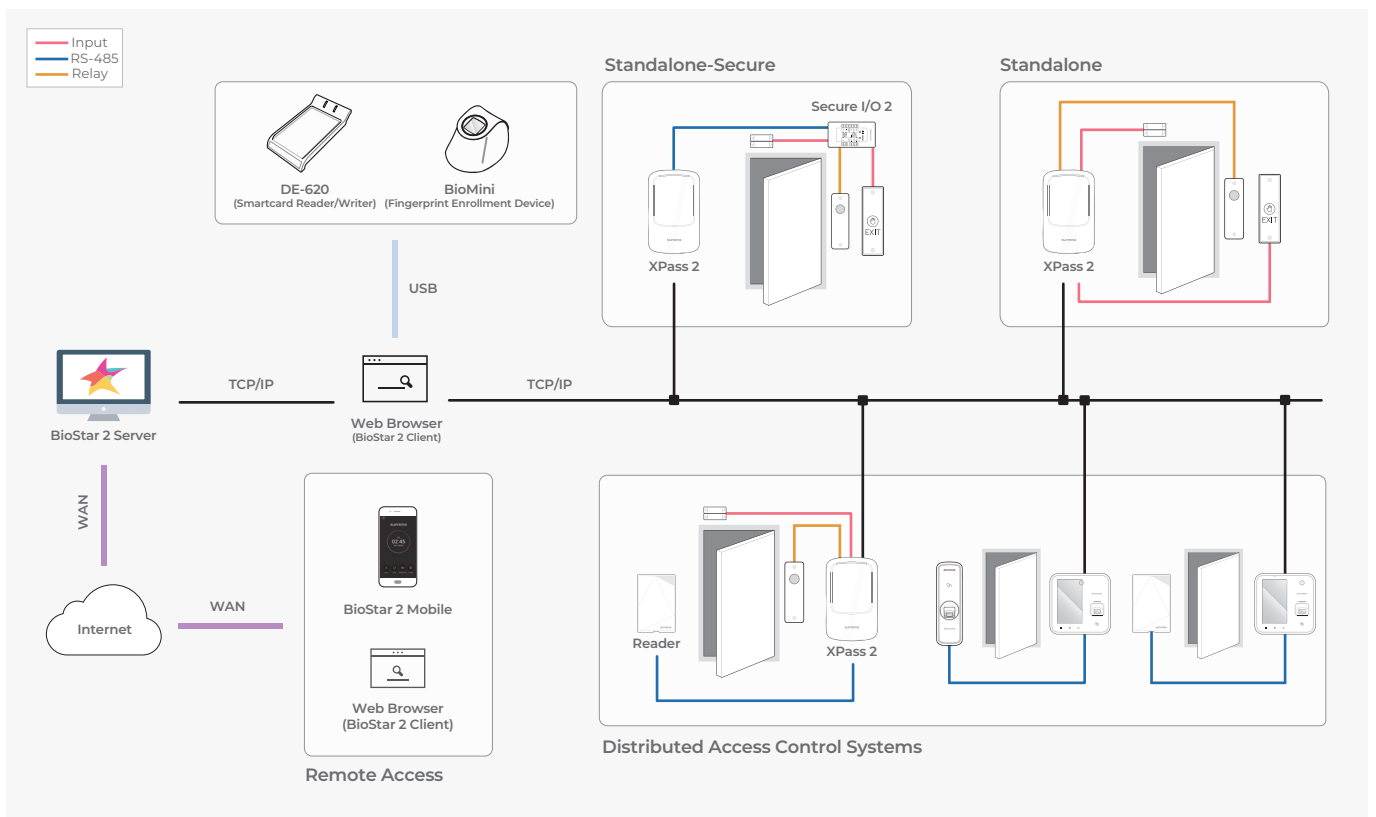 Input
RS-485
Relay
Standalone-Secure
Standalone
Secure I/O 2
DE-620
(Smartcard Reader/Writer)
BioMini
(Fingerprint Enrollment Device)
EXIT
XPass 2
EXIT
XPass 2
USB
TCP/IP
TCP/IP
BioStar 2 Server
Web Browser
(BioStar 2 Client)
WAN
Internet
WAN
suprema
02:45
BioStar 2 Mobile
Web Browser
(BioStar 2 Client)
Remote Access
Reader
XPass 2
Distributed Access Control Systems